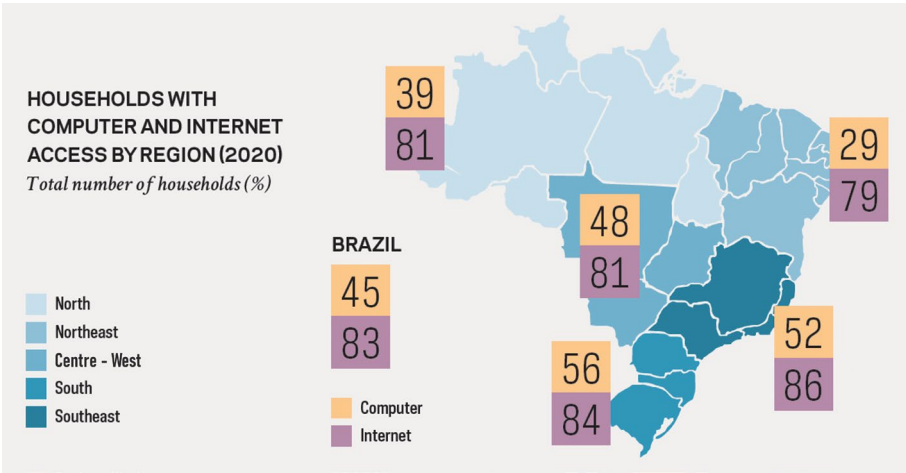 HOUSEHOLDS WITH
COMPUTER AND INTERNET
ACCESS BY REGION (2020)
Total number of households (%)
39
81
29
79
48
81
BRAZIL
45
83
52
86
56
84
North
Northeast
Centre - West
South
Southeast
Computer
Internet